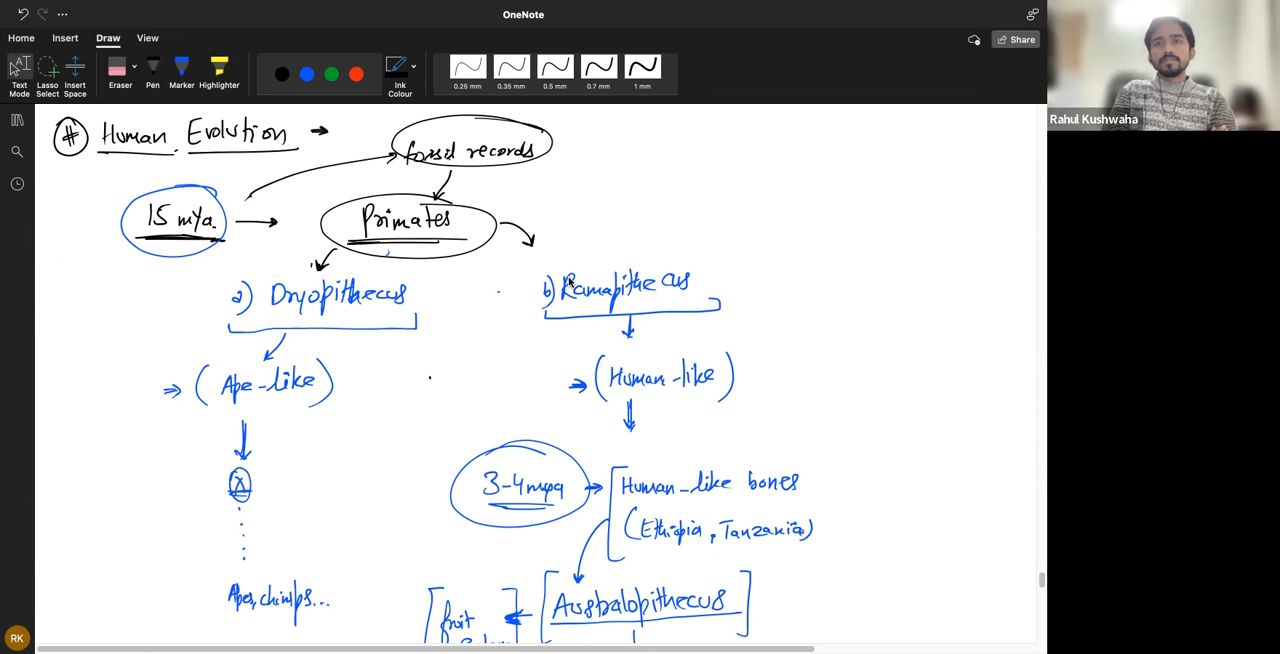 OneNote
Home Insert Draw View
Share
Text Mode
Lasso Select
Insert Space
Eraser
Pen
Marker
Highlighter
Ink Colour
0.25 mm
0.35 mm
0.5 mm
0.7 mm
1 mm
Rahul Kushwaha
# Human Evolution →
fossil records
15 mya. → Primates
a) Dryopithecus
b) Ramapithecus
⇒ (Ape-like)
⇒ (Human-like)
x
3-4 mya → Human-like bones
(Ethiopia, Tanzania)
Apes, chimps...
Australopithecus
fruit
RK